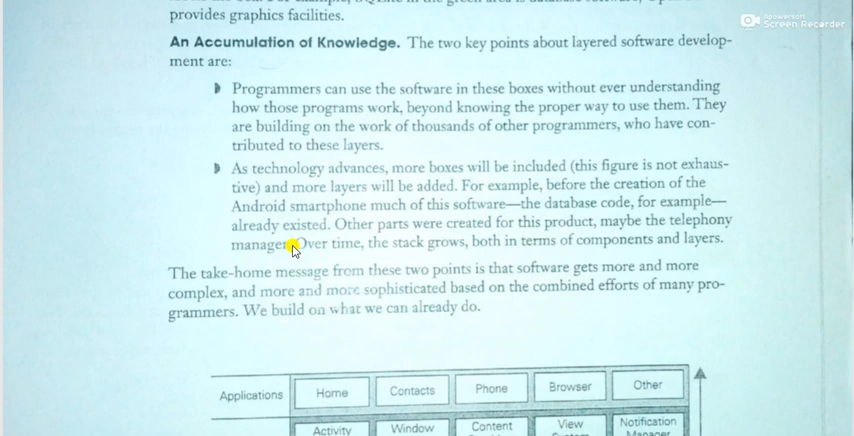 provides graphics facilities.
Apowersoft
Screen Recorder
An Accumulation of Knowledge. The two key points about layered software develop-
ment are:
Programmers can use the software in these boxes without ever understanding
how those programs work, beyond knowing the proper way to use them. They
are building on the work of thousands of other programmers, who have con-
tributed to these layers.
As technology advances, more boxes will be included (this figure is not exhaus-
tive) and more layers will be added. For example, before the creation of the
Android smartphone much of this software—the database code, for example—
already existed. Other parts were created for this product, maybe the telephony
manager. Over time, the stack grows, both in terms of components and layers.
The take-home message from these two points is that software gets more and more
complex, and more and more sophisticated based on the combined efforts of many pro-
grammers. We build on what we can already do.
Applications Home Contacts Phone Browser Other
Activity Window Content View Notification
Manager